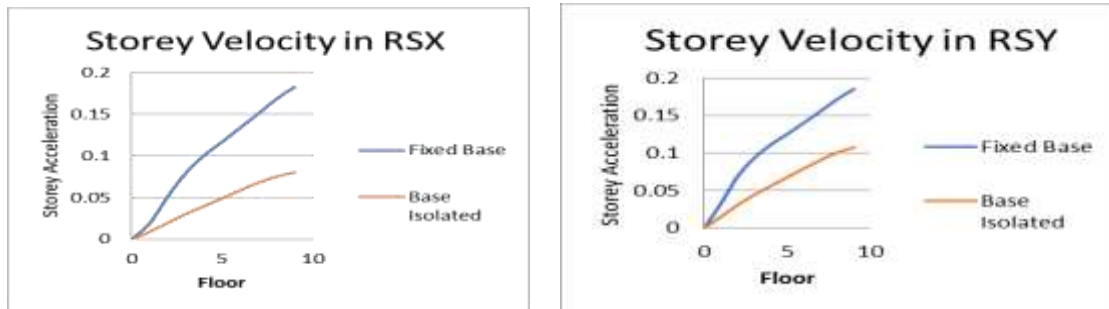 Storey Velocity in RSX
Storey Acceleration
0.2
0.15
0.1
0.05
0
0 5 10
Floor
Fixed Base
Base
Isolated
Storey Velocity in RSY
Storey Acceleration
0.2
0.15
0.1
0.05
0
0 5 10
Floor
Fixed Base
Base
Isolated